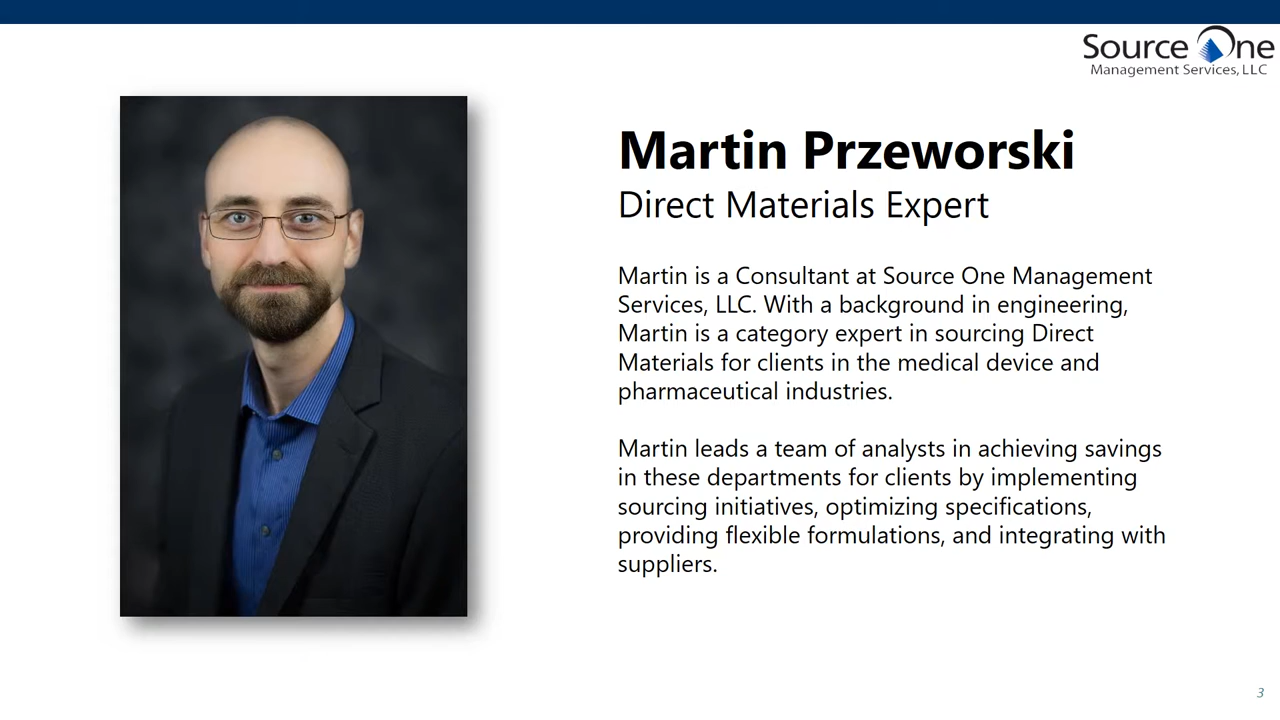 Source One
Management Services, LLC
Martin Przeworski
Direct Materials Expert
Martin is a Consultant at Source One Management
Services, LLC. With a background in engineering,
Martin is a category expert in sourcing Direct
Materials for clients in the medical device and
pharmaceutical industries.
Martin leads a team of analysts in achieving savings
in these departments for clients by implementing
sourcing initiatives, optimizing specifications,
providing flexible formulations, and integrating with
suppliers.
3